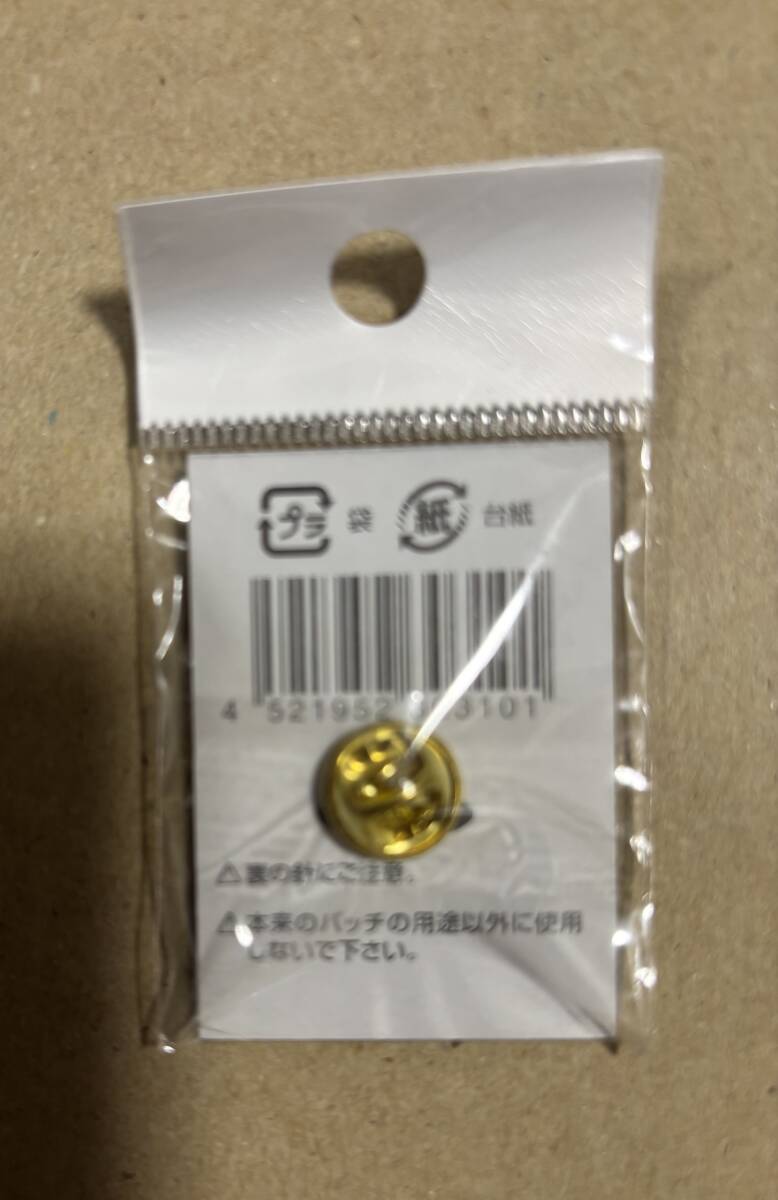 プラ 袋 紙 台紙
4 521952 3101
⚠裏の針にご注意。
⚠本来のバッチの用途以外に使用
しないで下さい。